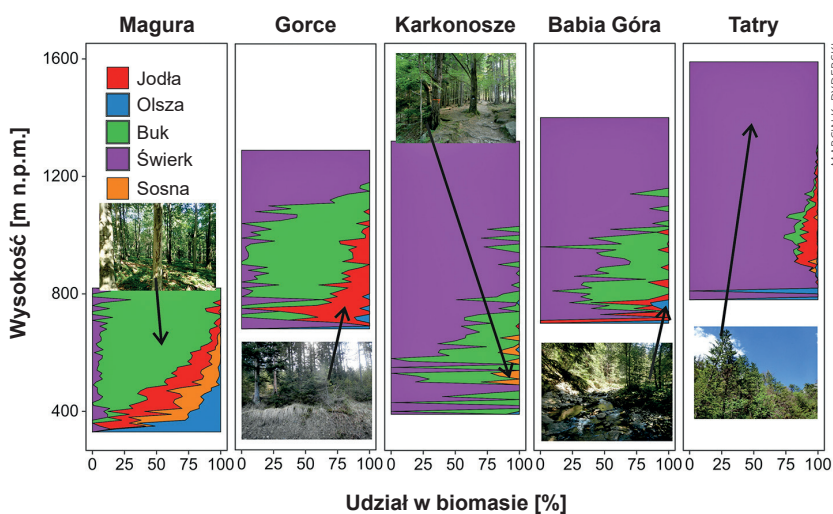 Magura
Gorce
Karkonosze
Babia Góra
Tatry
Wysokość [m n.p.m.]
1600
1200
800
400
Jodła
Olsza
Buk
Świerk
Sosna
0 25 50 75 100
0 25 50 75 100
0 25 50 75 100
0 25 50 75 100
0 25 50 75 100
Udział w biomasie [%]